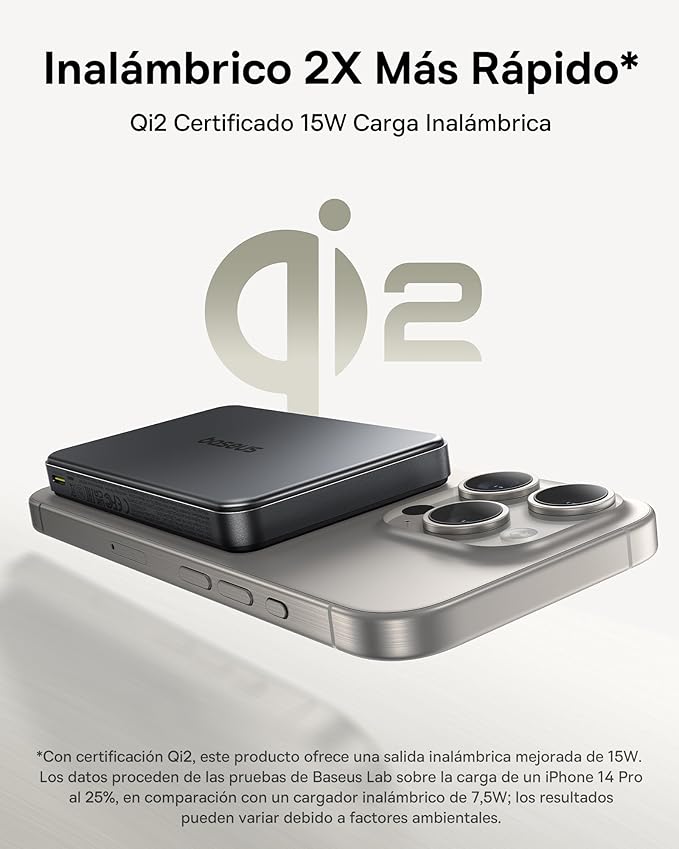 Inalámbrico 2X Más Rápido*
Qi2 Certificado 15W Carga Inalámbrica
qi2
baseus
*Con certificación Qi2, este producto ofrece una salida inalámbrica mejorada de 15W.
Los datos proceden de las pruebas de Baseus Lab sobre la carga de un iPhone 14 Pro
al 25%, en comparación con un cargador inalámbrico de 7,5W; los resultados
pueden variar debido a factores ambientales.